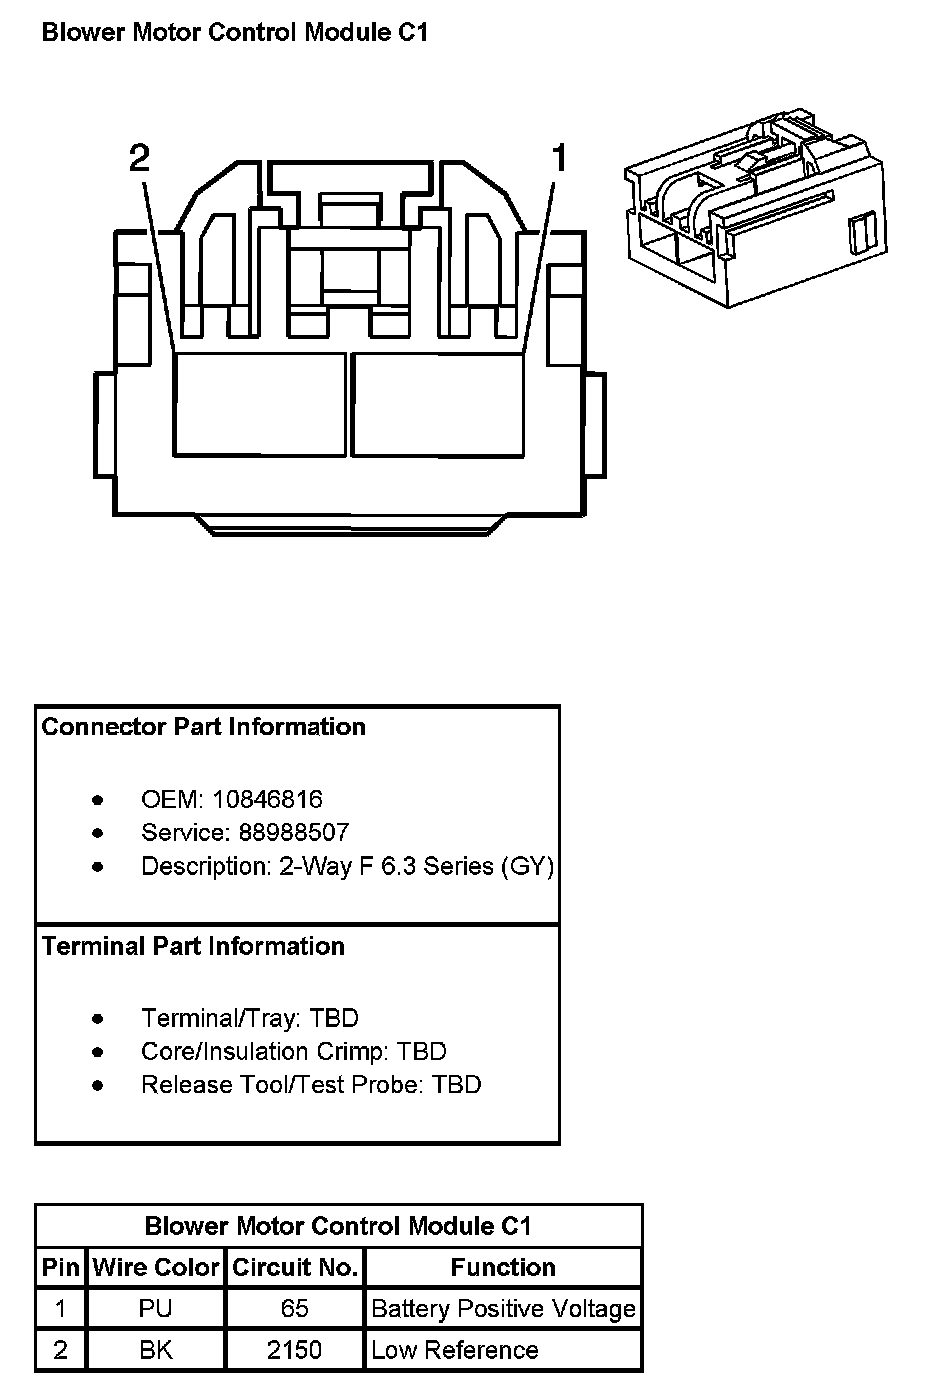 Blower Motor Control Module C1
2 1
Connector Part Information
• OEM: 10846816
• Service: 88988507
• Description: 2-Way F 6.3 Series (GY)
Terminal Part Information
• Terminal/Tray: TBD
• Core/Insulation Crimp: TBD
• Release Tool/Test Probe: TBD
Blower Motor Control Module C1
Pin Wire Color Circuit No. Function
1 PU 65 Battery Positive Voltage
2 BK 2150 Low Reference